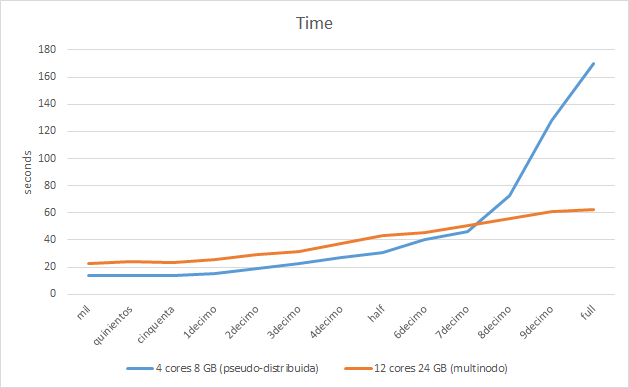 Time
180
160
140
120
100
80
60
40
20
0
seconds
mil
quinientos
cinquenta
1decimo
2decimo
3decimo
4decimo
half
6decimo
7decimo
8decimo
9decimo
full
4 cores 8 GB (pseudo-distribuida)
12 cores 24 GB (multinodo)